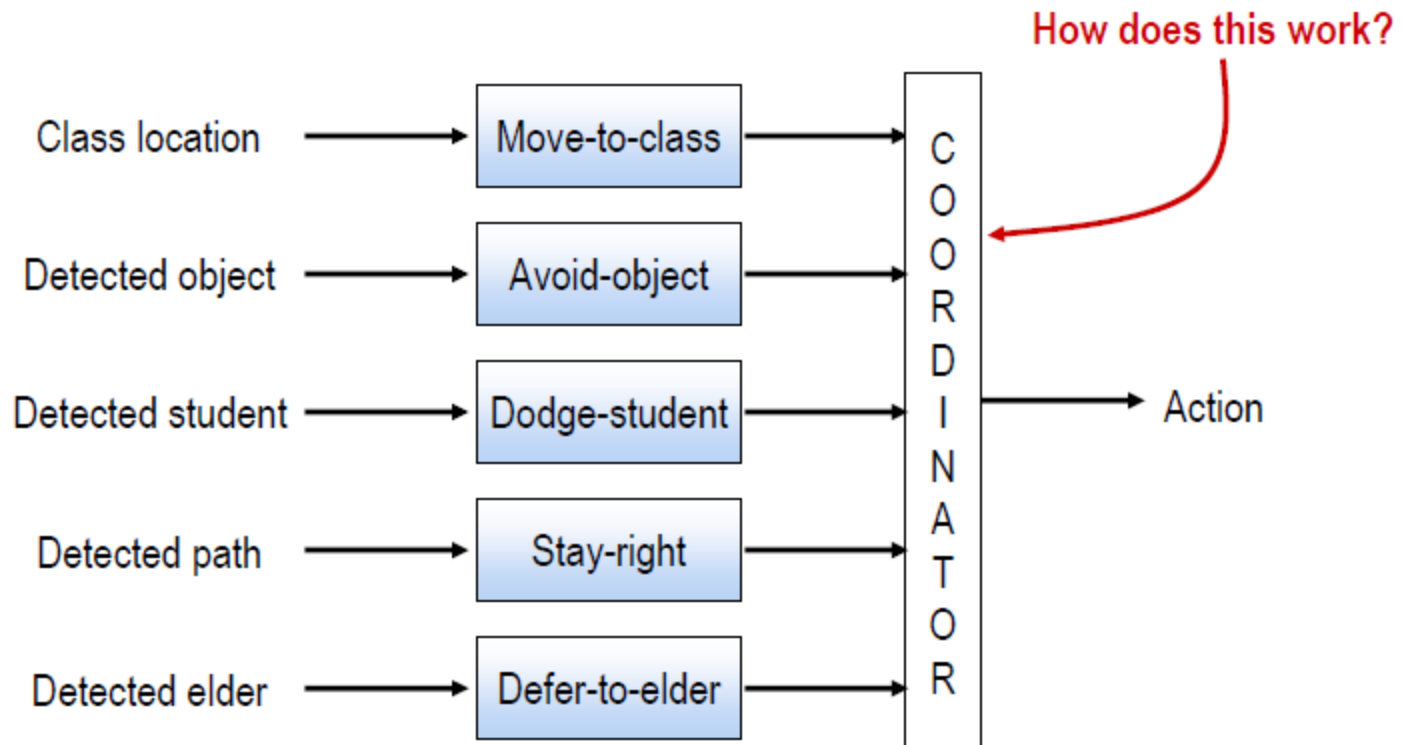 How does this work?
Class location
Move-to-class
Detected object
Avoid-object
Detected student
Dodge-student
Detected path
Stay-right
Detected elder
Defer-to-elder
COORDINATOR
Action